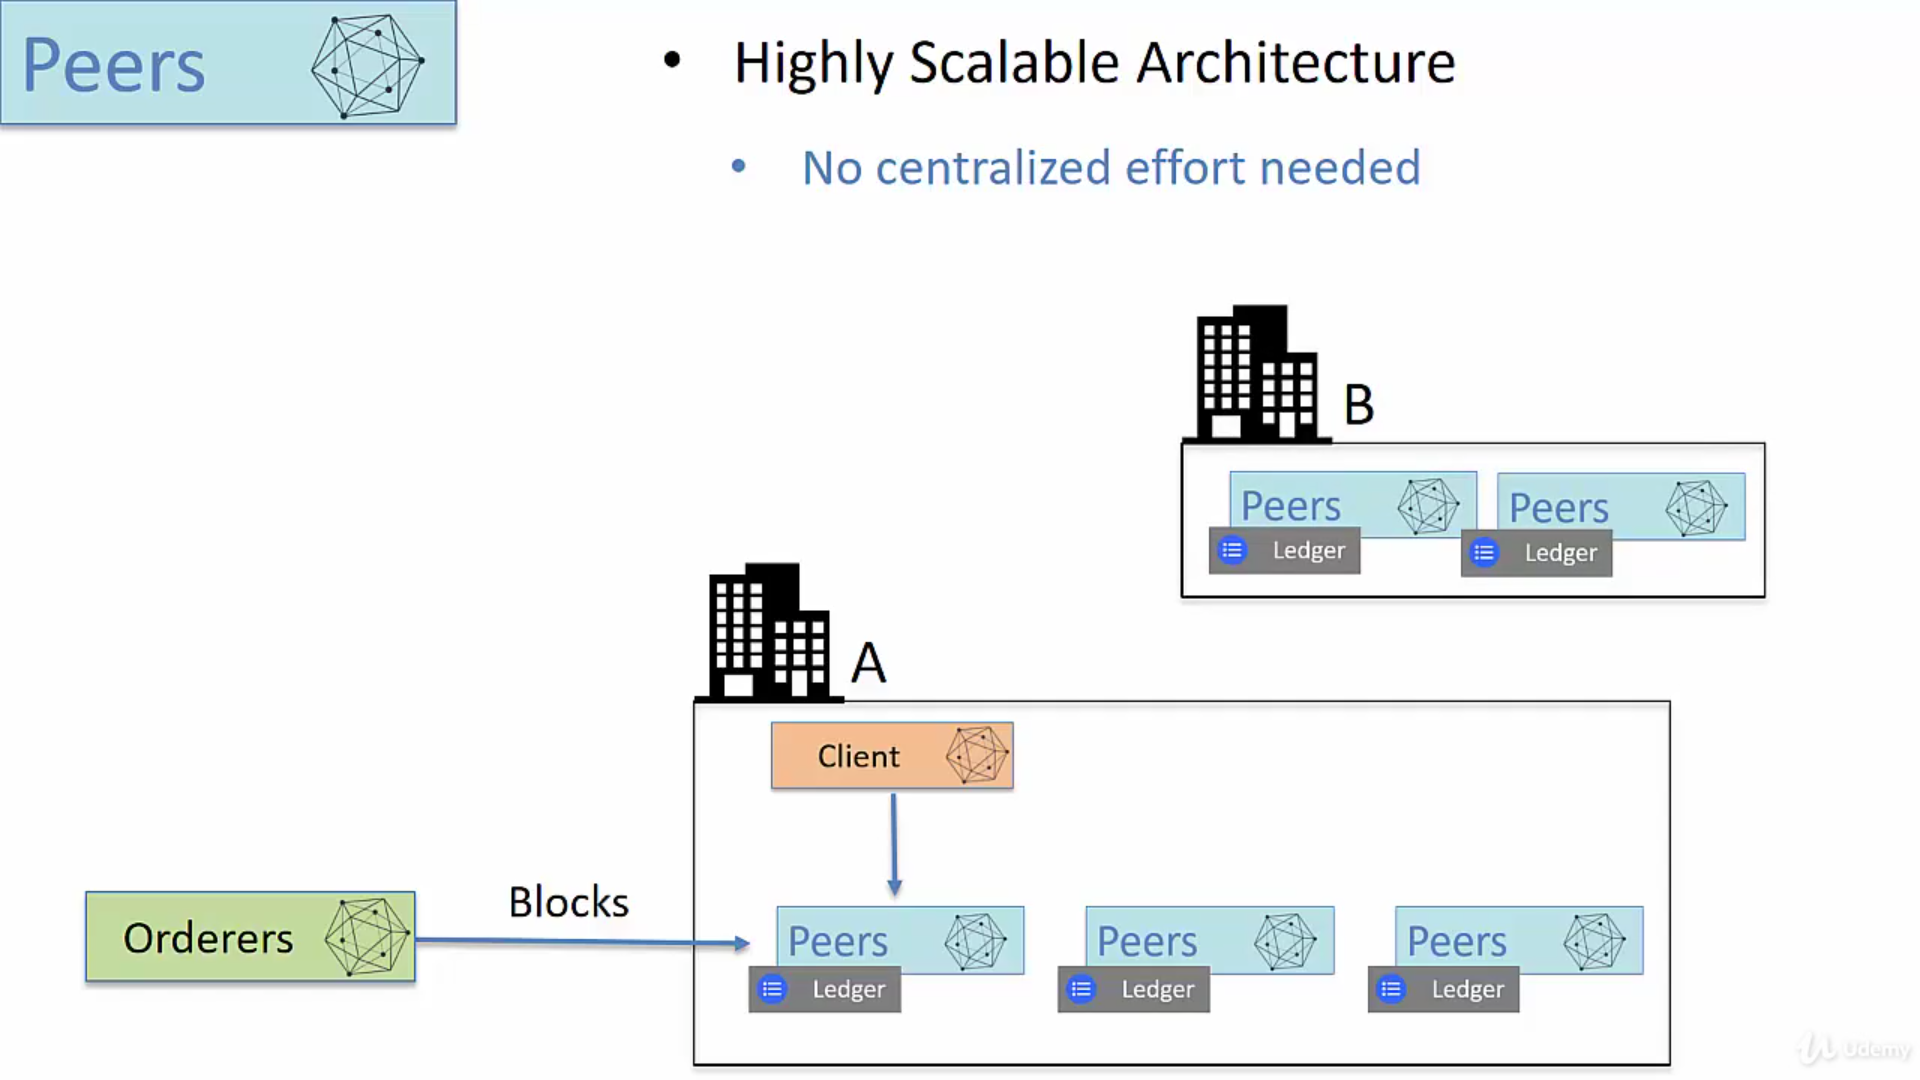 Peers
• Highly Scalable Architecture
• No centralized effort needed
B
Peers
Ledger
Peers
Ledger
A
Client
Orderers
Blocks
Peers
Ledger
Peers
Ledger
Peers
Ledger
Udemy